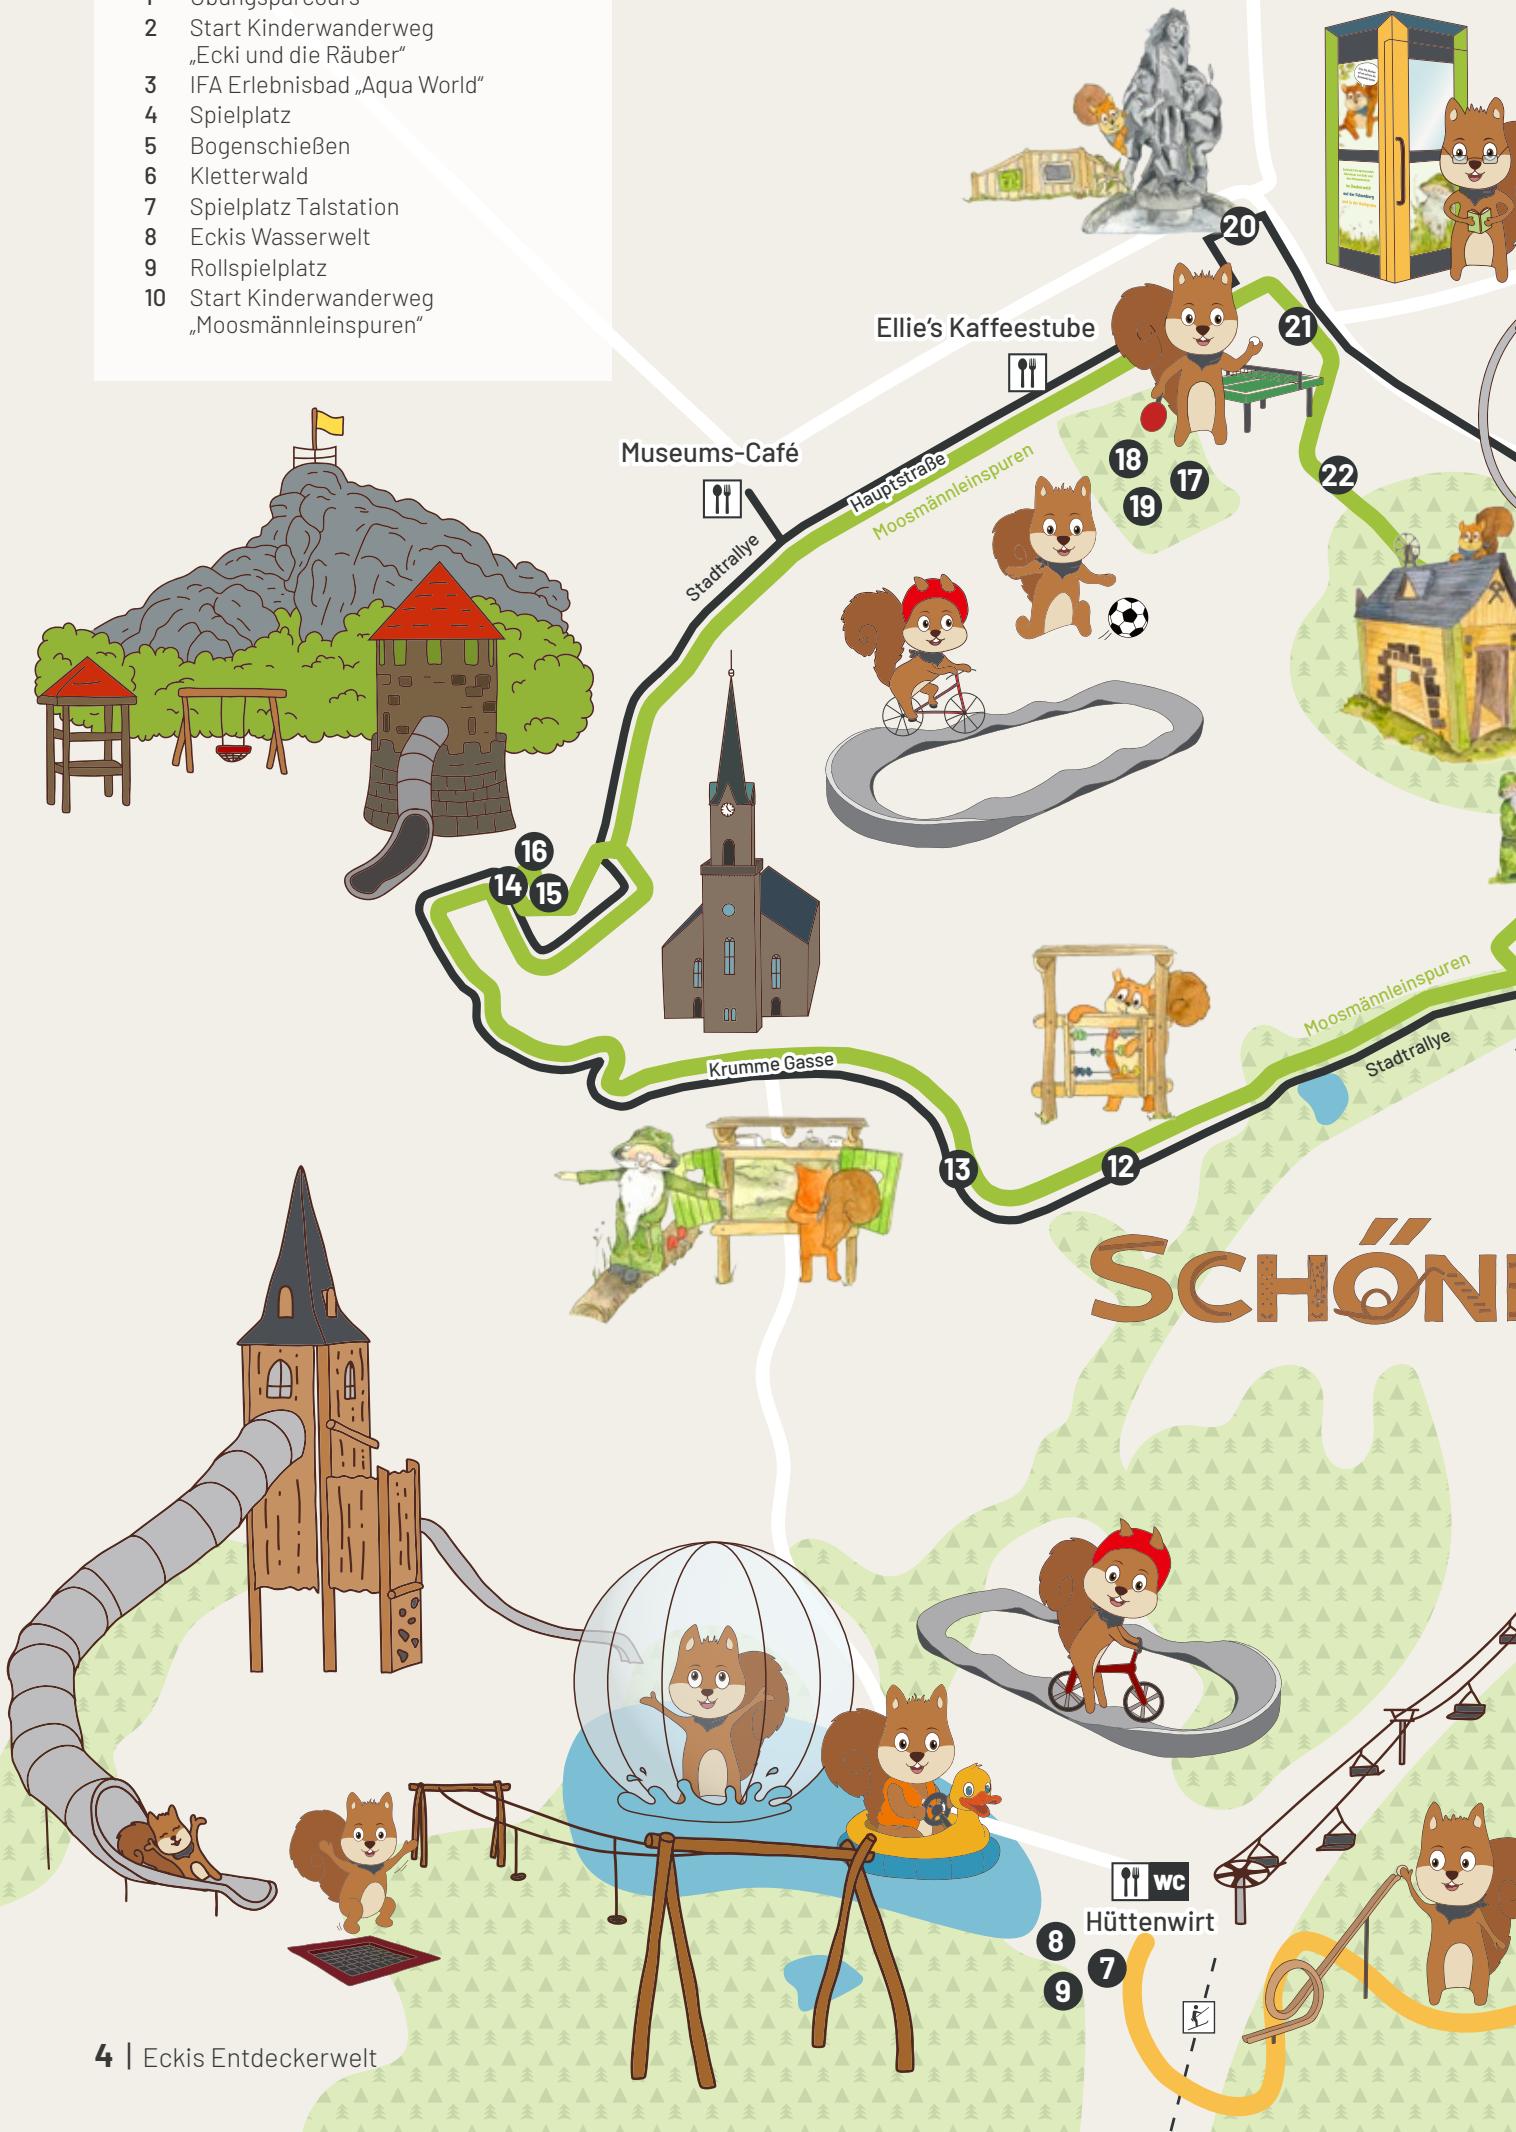 1 Übungsparcours
2 Start Kinderwanderweg
„Ecki und die Räuber“
3 IFA Erlebnisbad „Aqua World“
4 Spielplatz
5 Bogenschießen
6 Kletterwald
7 Spielplatz Talstation
8 Eckis Wasserwelt
9 Rollspielplatz
10 Start Kinderwanderweg
„Moosmännleinspuren“
20
21
Ellie’s Kaffeestube
Museums-Café
Hauptstraße
Moosmännleinspuren
Stadtrallye
18
17
19
22
16
14
15
Moosmännleinspuren
Stadtrallye
Krumme Gasse
13
12
SCHÖN
WC
Hüttenwirt
8
7
9
4 | Eckis Entdeckerwelt